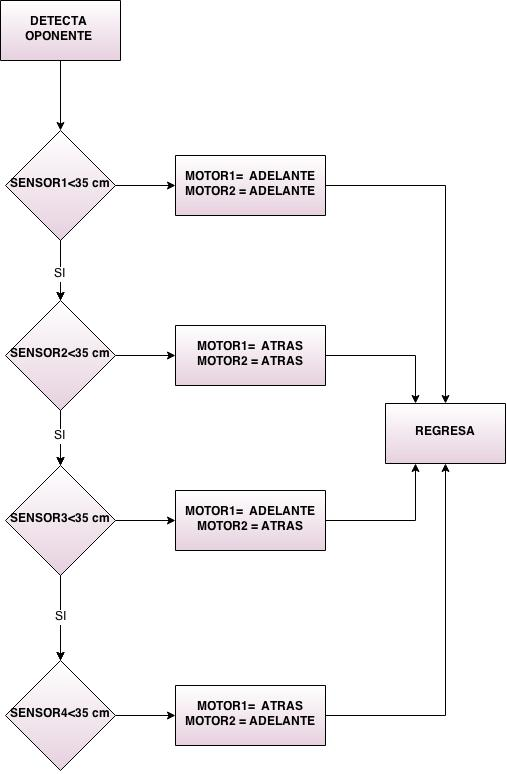 DETECTA
OPONENTE
SENSOR1<35 cm
MOTOR1= ADELANTE
MOTOR2 = ADELANTE
SI
SENSOR2<35 cm
MOTOR1= ATRAS
MOTOR2 = ATRAS
REGRESA
SI
SENSOR3<35 cm
MOTOR1= ADELANTE
MOTOR2 = ATRAS
SI
SENSOR4<35 cm
MOTOR1= ATRAS
MOTOR2 = ADELANTE